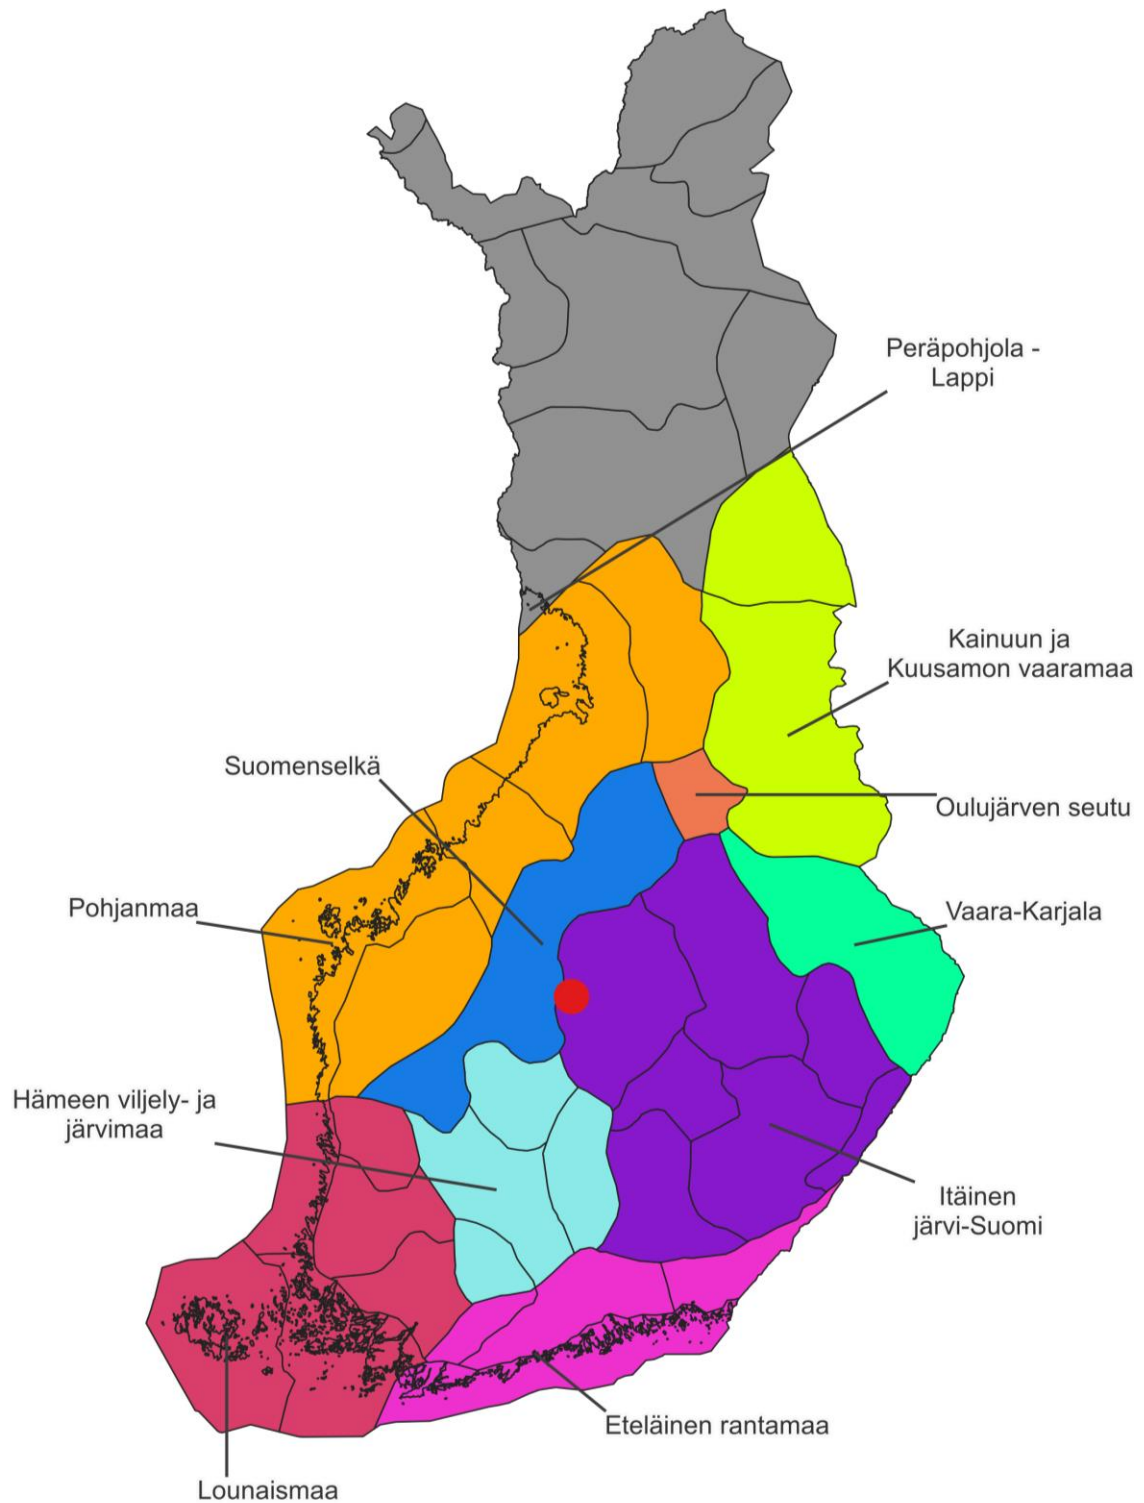 Peräpohjola -
Lappi
Kainuun ja
Kuusamon vaaramaa
Suomenselkä
Oulujärven seutu
Pohjanmaa
Vaara-Karjala
Hämeen viljely- ja
järvimaa
Itäinen
järvi-Suomi
Eteläinen rantamaa
Lounaismaa